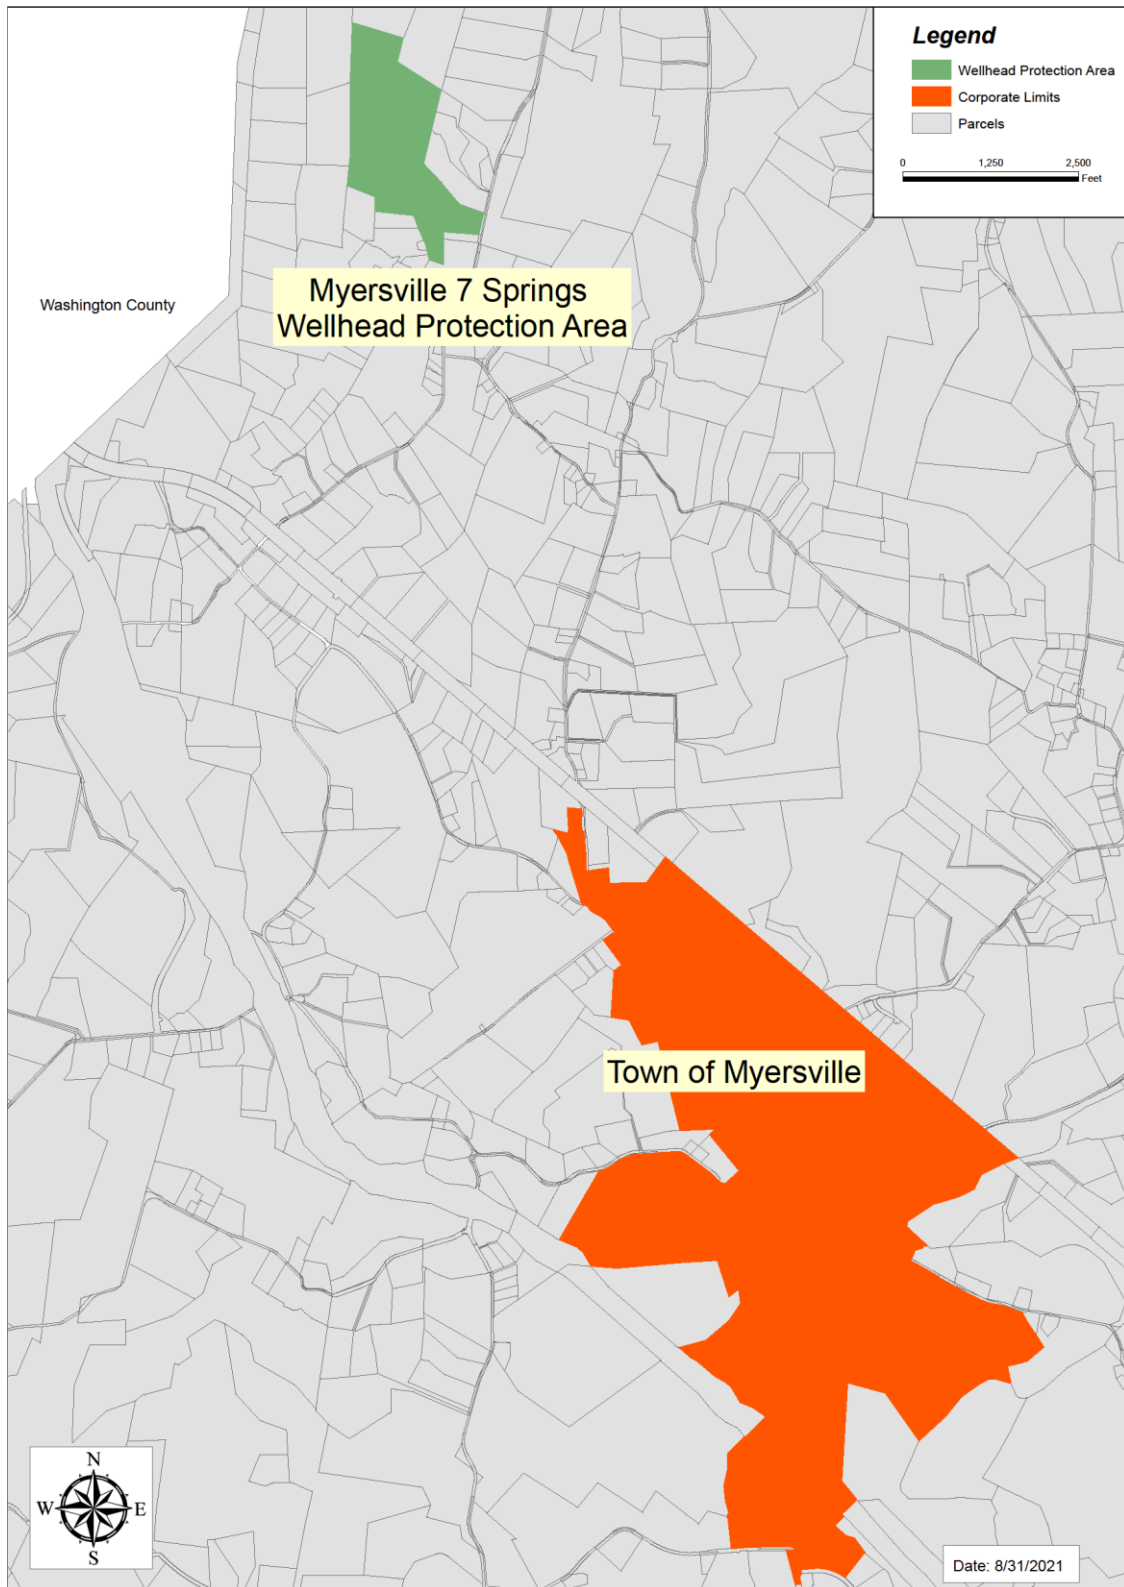 Legend
Wellhead Protection Area
Corporate Limits
Parcels
0 1,250 2,500
Feet
Washington County
Myersville 7 Springs
Wellhead Protection Area
Town of Myersville
N
W E
S
Date: 8/31/2021